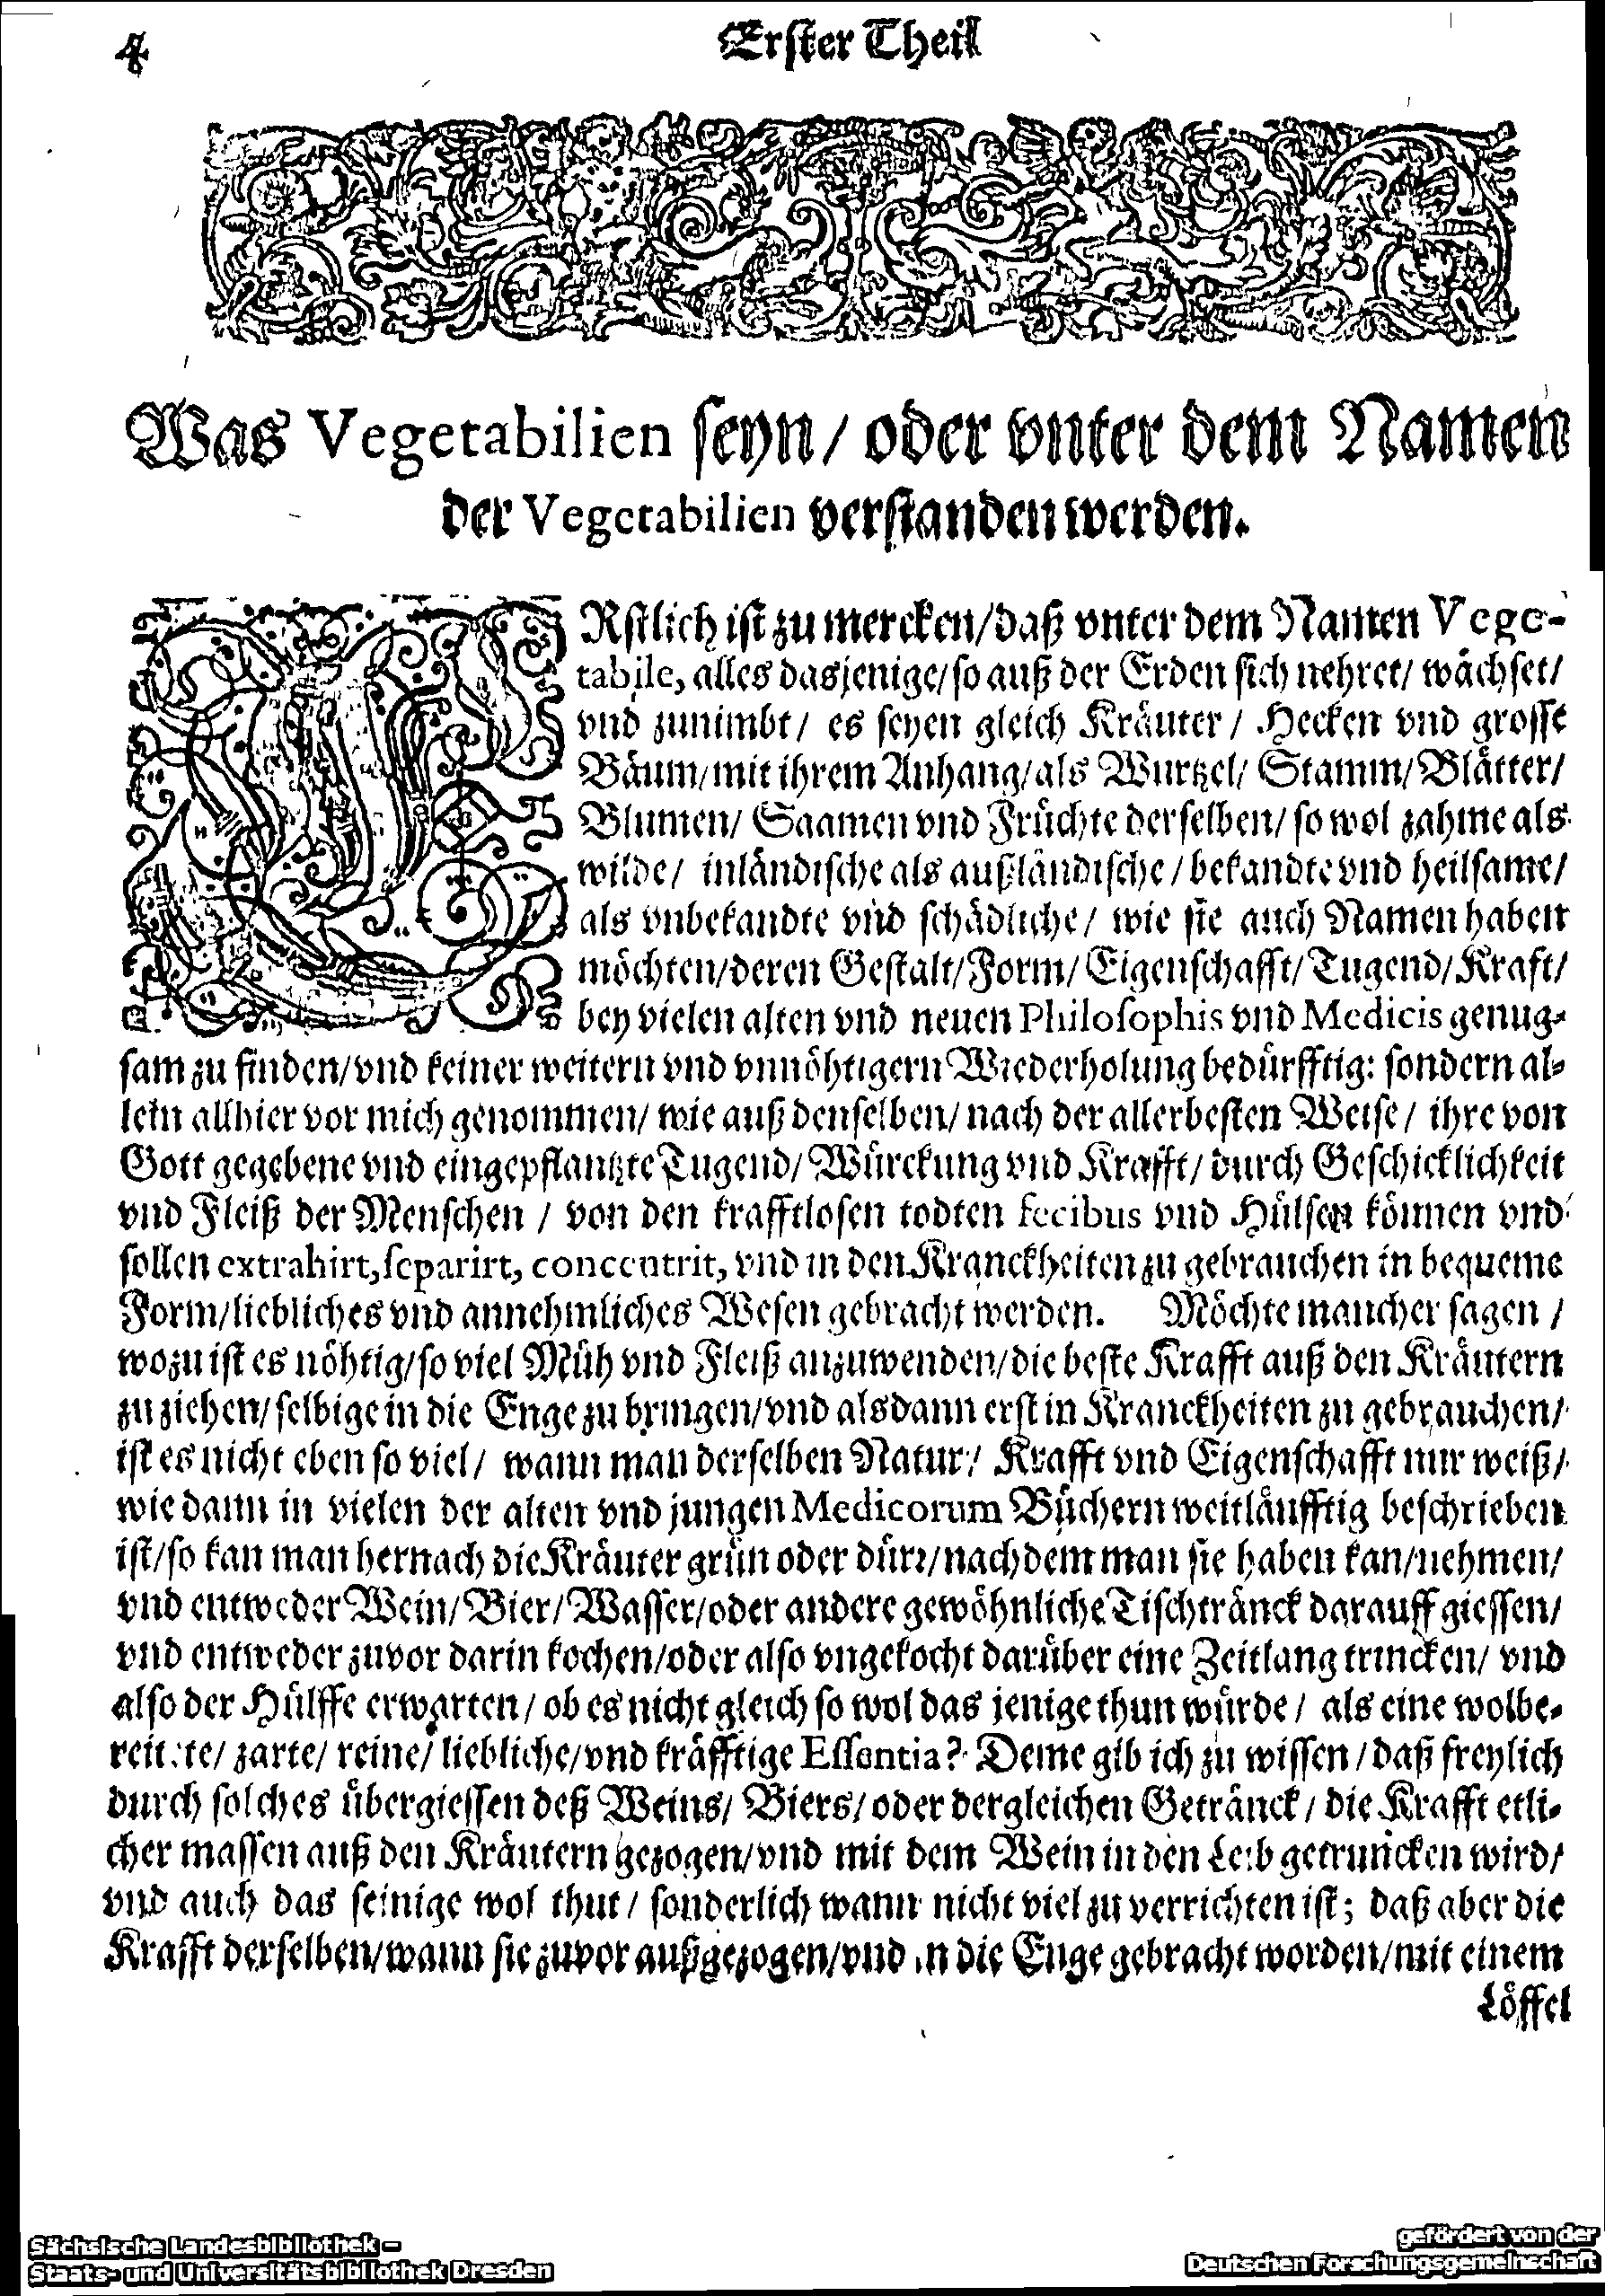 4
Erster Theil
Was Vegetabilien seyn/ oder vnter dem Namen
der Vegetabilien verstanden werden.
ERstlich ist zu mercken/daß vnter dem Namen Vege-
tabile, alles dasjenige/so auß der Erden sich nehret/ wächset/
vnd zunimbt/ es seyen gleich Kräuter/ Hecken vnd grosse
Bäum/mit ihrem Anhang/als Wurtzel/ Stamm/Blätter/
Blumen/ Saamen vnd Früchte derselben/ so wol zahme als
wilde/ inländische als außländische/ bekandte vnd heilsame/
als vnbekandte vnd schädliche/ wie sie auch Namen haben
möchten/deren Gestalt/Form/ Eigenschafft/Tugend/Kraft/
bey vielen alten vnd neuen Philosophis vnd Medicis genug-
sam zu finden/vnd keiner weitern vnd vnnöhtigern Wiederholung bedürfftig: sondern al-
lein allhier vor mich genommen/ wie auß denselben/ nach der allerbesten Weise/ ihre von
Gott gegebene vnd eingepflantzte Tugend/ Würckung vnd Krafft/ durch Geschicklichkeit
vnd Fleiß der Menschen / von den krafftlosen todten fecibus vnd Hülsen können vnd
sollen extrahirt, separirt, concentrit, vnd in den Kranckheiten zu gebrauchen in bequeme
Form/liebliches vnd annehmliches Wesen gebracht werden. Möchte mancher sagen /
wozu ist es nöhtig/so viel Müh vnd Fleiß anzuwenden/die beste Krafft auß den Kräutern
zu ziehen/ selbige in die Enge zu bringen/vnd alsdann erst in Kranckheiten zu gebrauchen/
ist es nicht eben so viel/ wann man derselben Natur/ Krafft vnd Eigenschafft nur weiß/
wie dann in vielen der alten vnd jungen Medicorum Büchern weitläufftig beschrieben
ist/so kan man hernach die Kräuter grün oder dürr/nachdem man sie haben kan/nehmen/
vnd entweder Wein/Bier/Wasser/oder andere gewöhnliche Tischtränck darauff giessen/
vnd entweder zuvor darin kochen/oder also vngekocht darüber eine Zeitlang trincken/ vnd
also der Hülffe erwarten/ ob es nicht gleich so wol das jenige thun würde/ als eine wolbe-
reitete/ zarte/ reine/ liebliche/vnd kräfftige Essentia? Deme gib ich zu wissen/daß freylich
durch solches übergiessen deß Weins/ Biers/oder dergleichen Getränck/ die Krafft etli-
cher massen auß den Kräutern gezogen/vnd mit dem Wein in den Leib getruncken wird/
vnd auch das seinige wol thut/ sonderlich wann nicht viel zu verrichten ist; daß aber die
Krafft derselben/wann sie zuvor außgezogen/vnd in die Enge gebracht worden/mit einem
Löffel
Sächsische Landesbibliothek –
Staats- und Universitätsbibliothek Dresden
gefördert von der
Deutschen Forschungsgemeinschaft